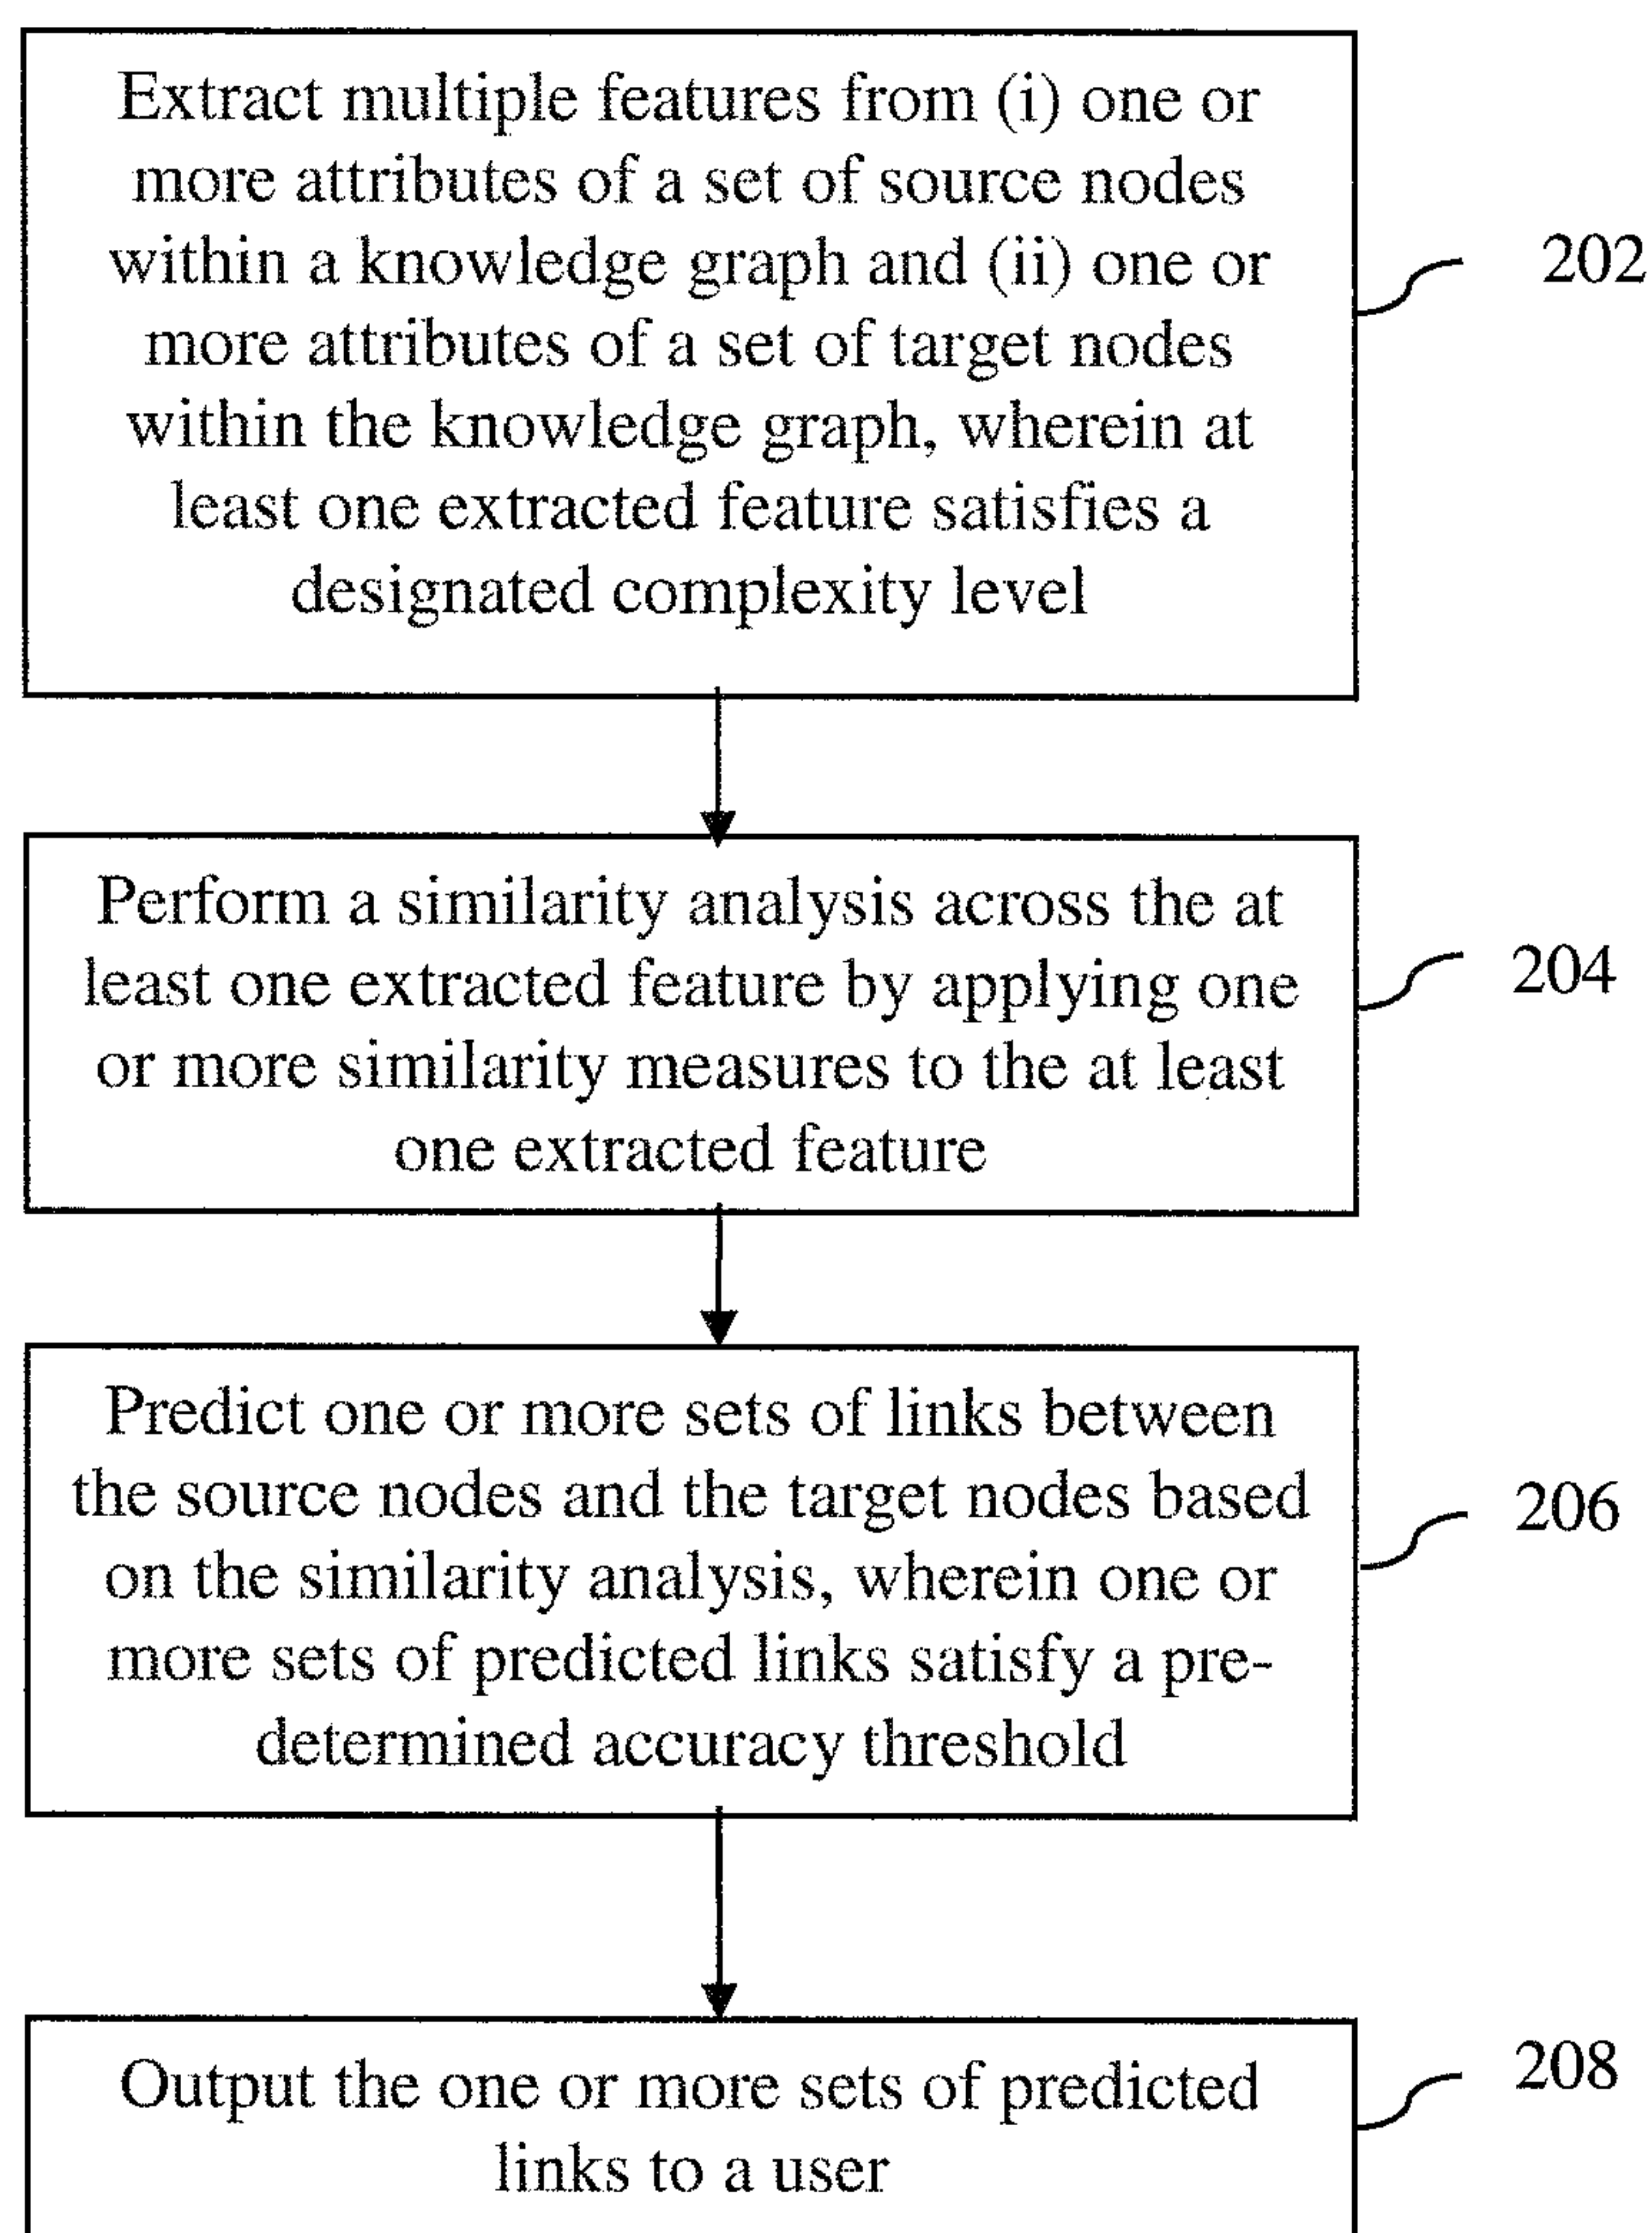 Extract multiple features from (i) one or
more attributes of a set of source nodes
within a knowledge graph and (ii) one or
more attributes of a set of target nodes
within the knowledge graph, wherein at
least one extracted feature satisfies a
designated complexity level
202
Perform a similarity analysis across the at
least one extracted feature by applying one
or more similarity measures to the at least
one extracted feature
204
Predict one or more sets of links between
the source nodes and the target nodes based
on the similarity analysis, wherein one or
more sets of predicted links satisfy a pre-
determined accuracy threshold
206
Output the one or more sets of predicted
links to a user
208